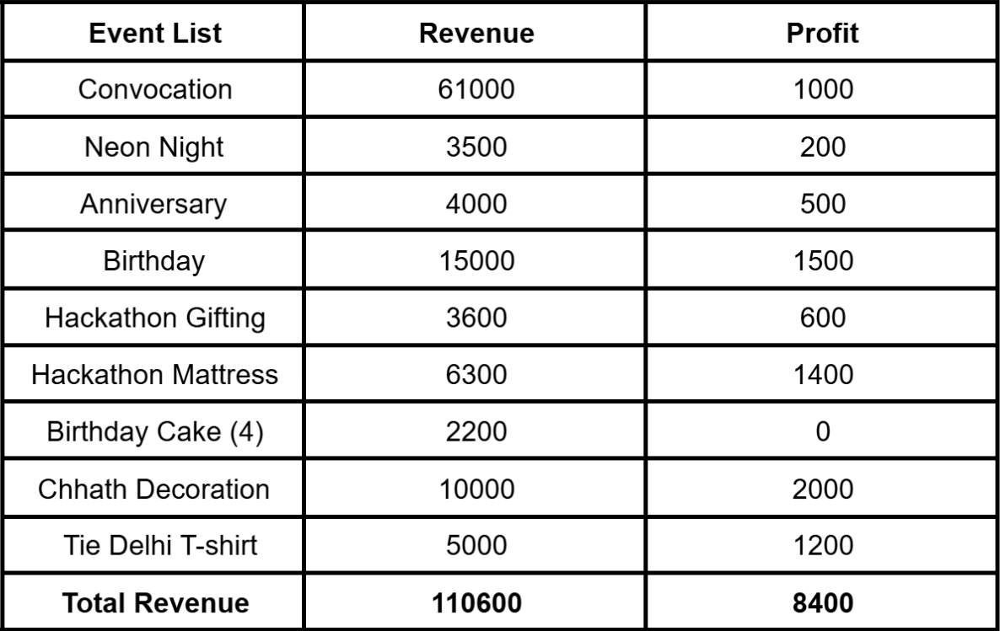 Event List Revenue Profit
Convocation 61000 1000
Neon Night 3500 200
Anniversary 4000 500
Birthday 15000 1500
Hackathon Gifting 3600 600
Hackathon Mattress 6300 1400
Birthday Cake (4) 2200 0
Chhath Decoration 10000 2000
Tie Delhi T-shirt 5000 1200
Total Revenue 110600 8400